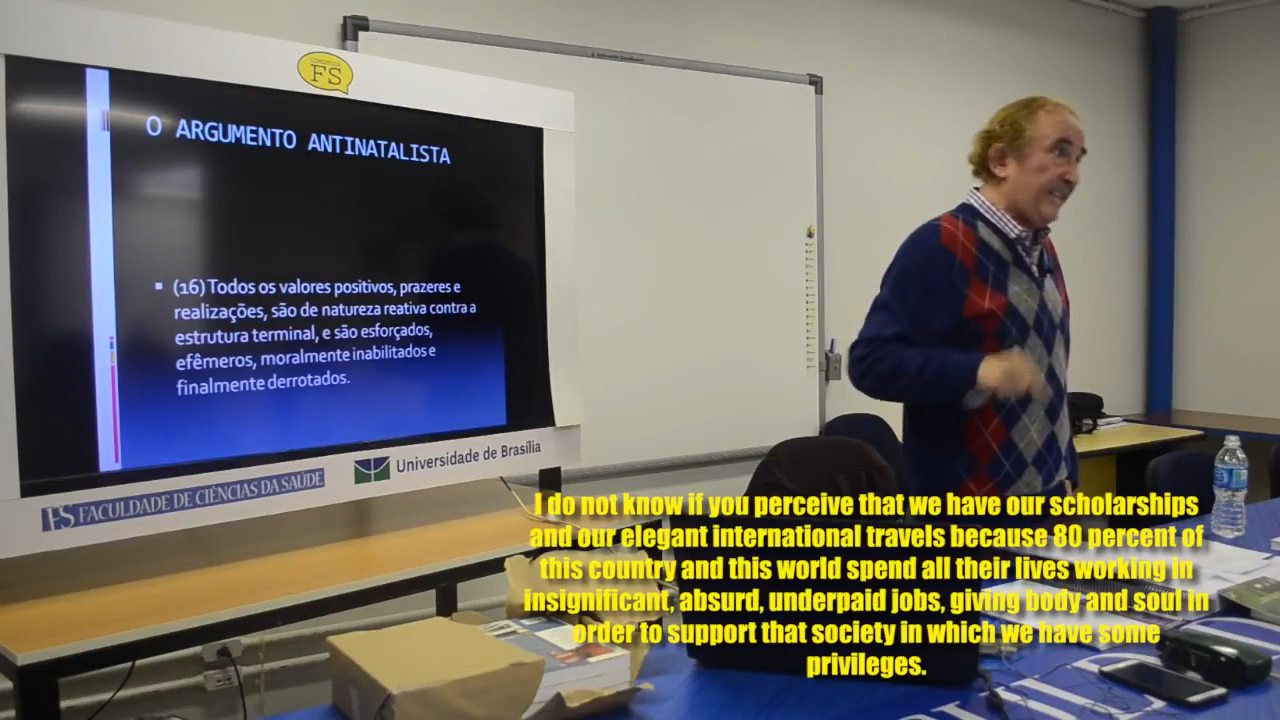 FS
O ARGUMENTO ANTINATALISTA
(16) Todos os valores positivos, prazeres e
realizações, são de natureza reativa contra a
estrutura terminal, e são esforçados,
efêmeros, moralmente inabilitados e
finalmente derrotados.
FS FACULDADE DE CIÊNCIAS DA SAÚDE
Universidade de Brasília
I do not know if you perceive that we have our scholarships
and our elegant international travels because 80 percent of
this country and this world spend all their lives working in
insignificant, absurd, underpaid jobs, giving body and soul in
order to support that society in which we have some
privileges.